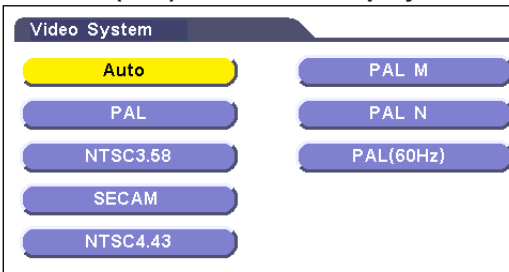 Video System
Auto
PAL
NTSC3.58
SECAM
NTSC4.43
PAL M
PAL N
PAL(60Hz)